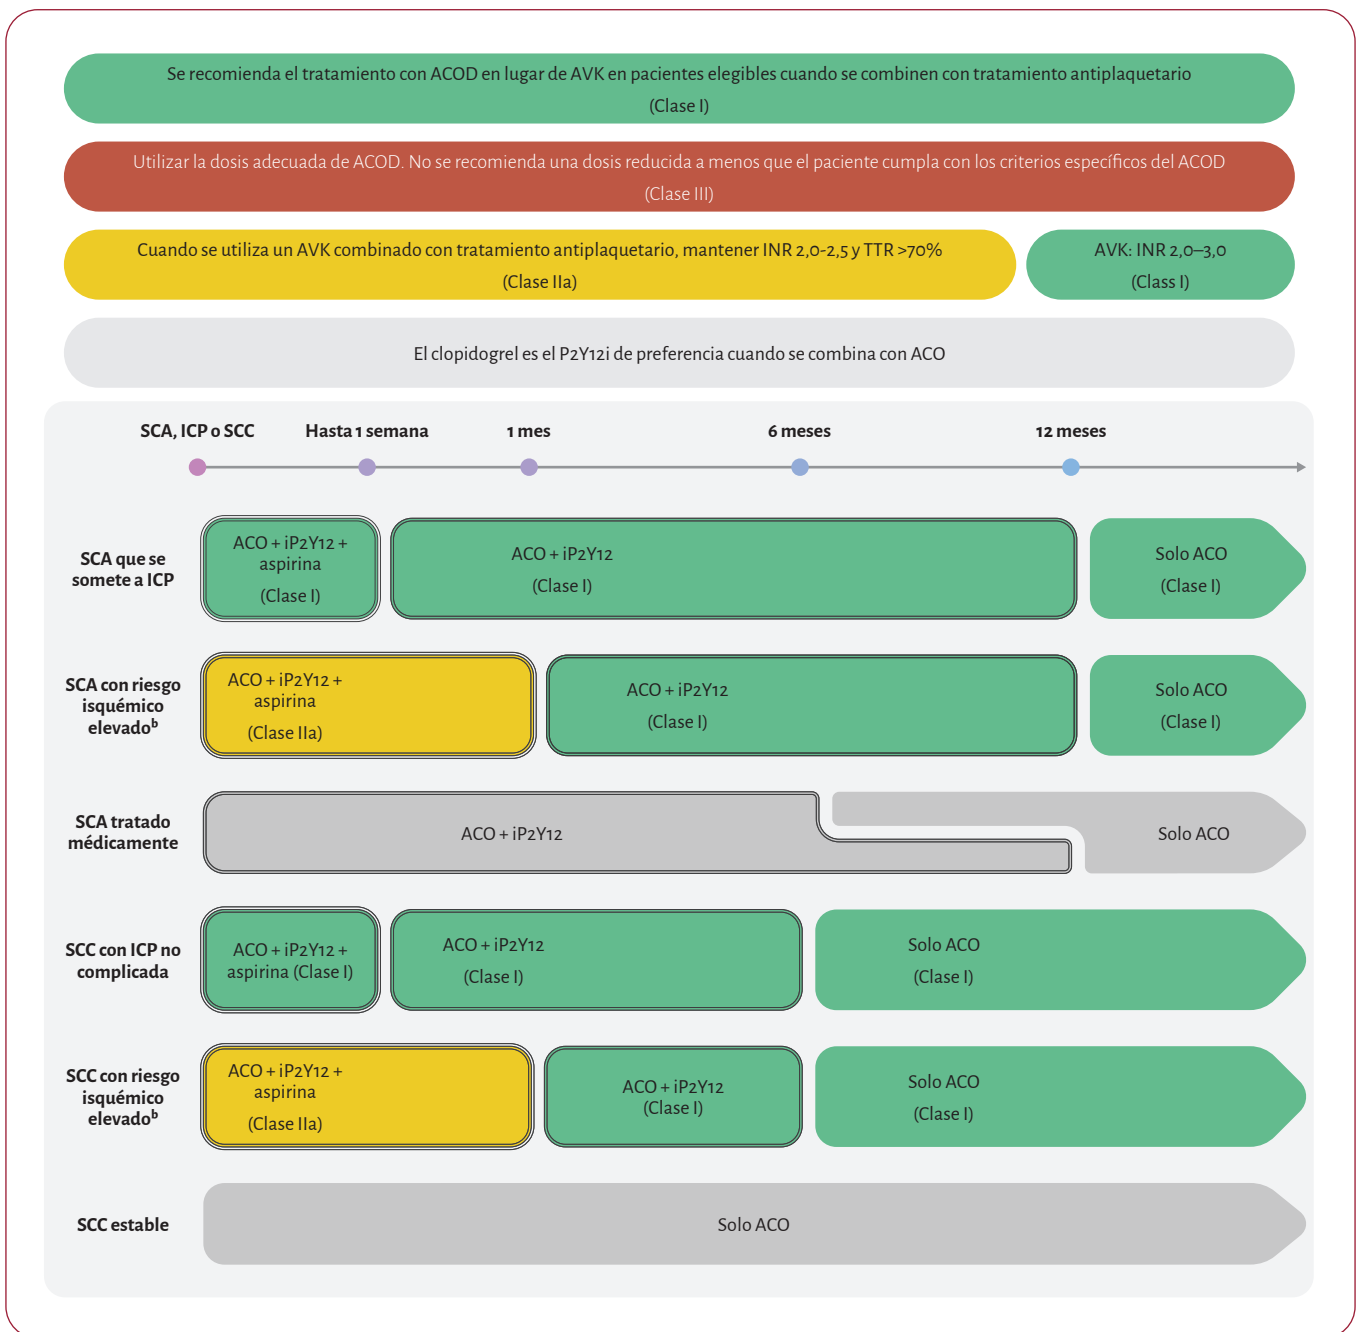 Se recomienda el tratamiento con ACOD en lugar de AVK en pacientes elegibles cuando se combinen con tratamiento antiplaquetario
(Clase I)
Utilizar la dosis adecuada de ACOD. No se recomienda una dosis reducida a menos que el paciente cumpla con los criterios específicos del ACOD
(Clase III)
Cuando se utiliza un AVK combinado con tratamiento antiplaquetario, mantener INR 2,0-2,5 y TTR >70%
(Clase IIa)
AVK: INR 2,0–3,0
(Class I)
El clopidogrel es el P2Y12i de preferencia cuando se combina con ACO
SCA, ICP o SCC
Hasta 1 semana
1 mes
6 meses
12 meses
SCA que se
somete a ICP
ACO + iP2Y12 +
aspirina
(Clase I)
ACO + iP2Y12
(Clase I)
Solo ACO
(Clase I)
SCA con riesgo
isquémico
elevadoᵇ
ACO + iP2Y12 +
aspirina
(Clase IIa)
ACO + iP2Y12
(Clase I)
Solo ACO
(Clase I)
SCA tratado
médicamente
ACO + iP2Y12
Solo ACO
SCC con ICP no
complicada
ACO + iP2Y12 +
aspirina (Clase I)
ACO + iP2Y12
(Clase I)
Solo ACO
(Clase I)
SCC con riesgo
isquémico
elevadoᵇ
ACO + iP2Y12 +
aspirina
(Clase IIa)
ACO + iP2Y12
(Clase I)
Solo ACO
(Clase I)
SCC estable
Solo ACO